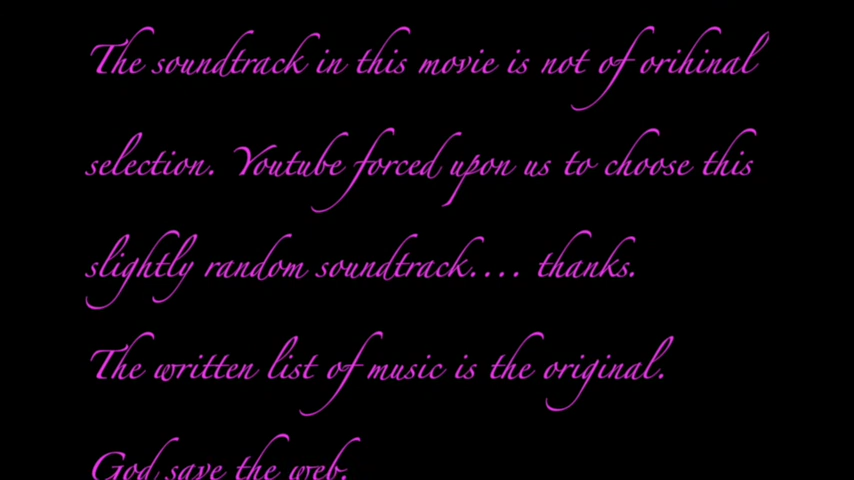 The soundtrack in this movie is not of orihinal
selection. Youtube forced upon us to choose this
slightly random soundtrack.... thanks.
The written list of music is the original.
God save the web.